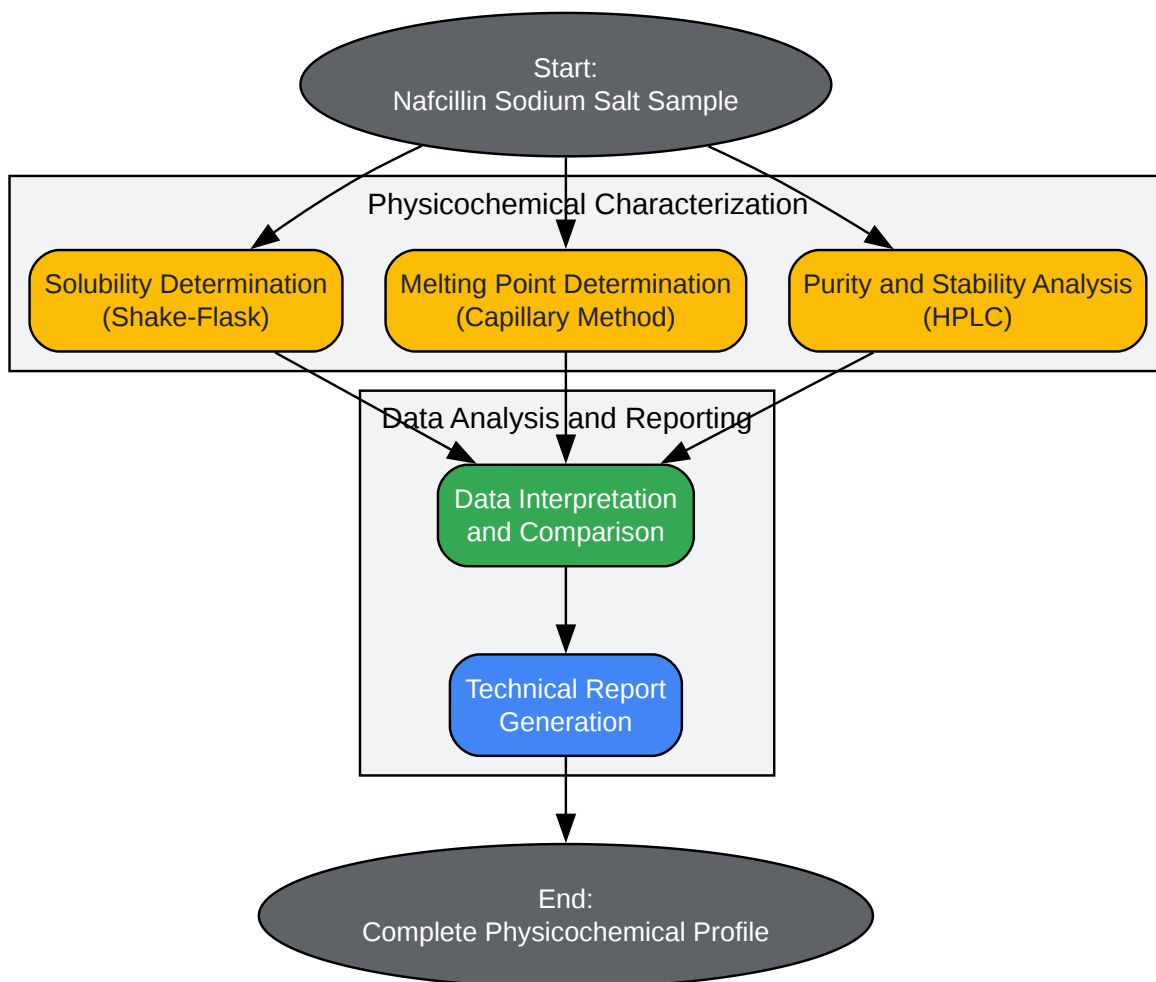 Start:
Nafcillin Sodium Salt Sample
Physicochemical Characterization
Solubility Determination
(Shake-Flask)
Melting Point Determination
(Capillary Method)
Purity and Stability Analysis
(HPLC)
Data Analysis and Reporting
Data Interpretation
and Comparison
Technical Report
Generation
End:
Complete Physicochemical Profile